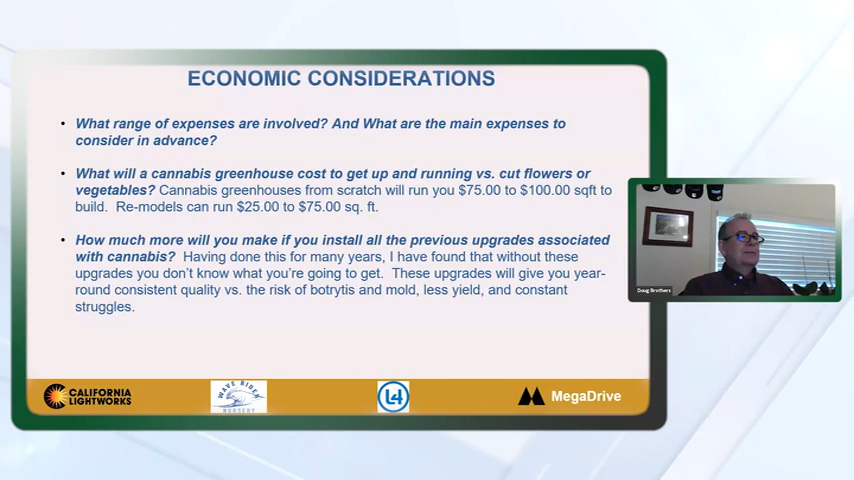 ECONOMIC CONSIDERATIONS
• What range of expenses are involved? And What are the main expenses to
consider in advance?
• What will a cannabis greenhouse cost to get up and running vs. cut flowers or
vegetables? Cannabis greenhouses from scratch will run you $75.00 to $100.00 sqft to
build. Re-models can run $25.00 to $75.00 sq. ft.
• How much more will you make if you install all the previous upgrades associated
with cannabis? Having done this for many years, I have found that without these
upgrades you don't know what you're going to get. These upgrades will give you year-
round consistent quality vs. the risk of botrytis and mold, less yield, and constant
struggles.
Doug Brothers
CALIFORNIA
LIGHTWORKS
WAVE RIDER
NURSERY
L4
MegaDrive